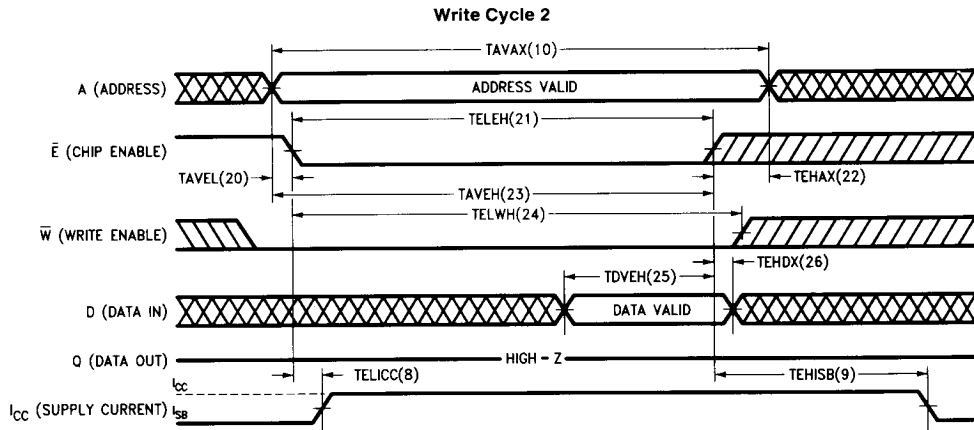 Write Cycle 2
TAVAX(10)
A (ADDRESS)
ADDRESS VALID
TELEH(21)
E̅ (CHIP ENABLE)
TAVEL(20)
TEHAX(22)
TAVEH(23)
TELWH(24)
W̅ (WRITE ENABLE)
TEHDX(26)
TDVEH(25)
D (DATA IN)
DATA VALID
Q (DATA OUT)
HIGH - Z
TELICC(8)
TEHISB(9)
ICC
ICC (SUPPLY CURRENT) ISB